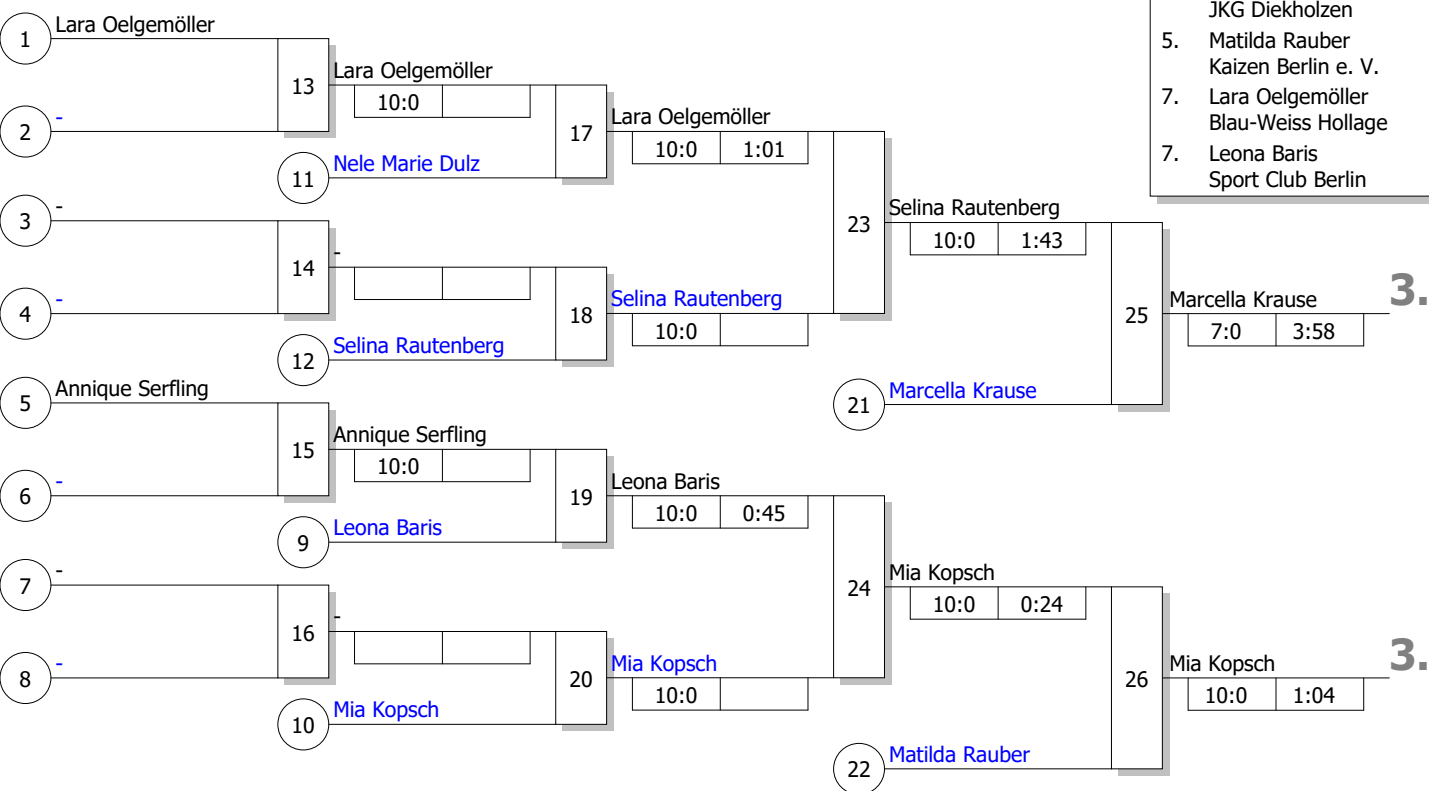 JKG Diekholzen
5. Matilda Rauber
Kaizen Berlin e. V.
7. Lara Oelgemöller
Blau-Weiss Hollage
7. Leona Baris
Sport Club Berlin
1 Lara Oelgemöller
13 Lara Oelgemöller
10:0
2 -
17 Lara Oelgemöller
10:0 1:01
11 Nele Marie Dulz
3 -
23 Selina Rautenberg
10:0 1:43
14 -
4 -
18 Selina Rautenberg
10:0
12 Selina Rautenberg
25 Marcella Krause 3.
7:0 3:58
21 Marcella Krause
5 Annique Serfling
15 Annique Serfling
10:0
6 -
19 Leona Baris
10:0 0:45
9 Leona Baris
7 -
24 Mia Kopsch
10:0 0:24
16 -
8 -
20 Mia Kopsch
10:0
10 Mia Kopsch
26 Mia Kopsch 3.
10:0 1:04
22 Matilda Rauber